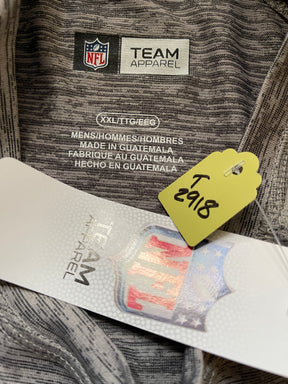 NFL
TEAM
APPAREL
XXL/TTG/EEG
MENS/HOMMES/HOMBRES
MADE IN GUATEMALA
FABRIQUE AU GUATEMALA
HECHO EN GUATEMALA
T
2918
TEAM
APPAREL
NFL